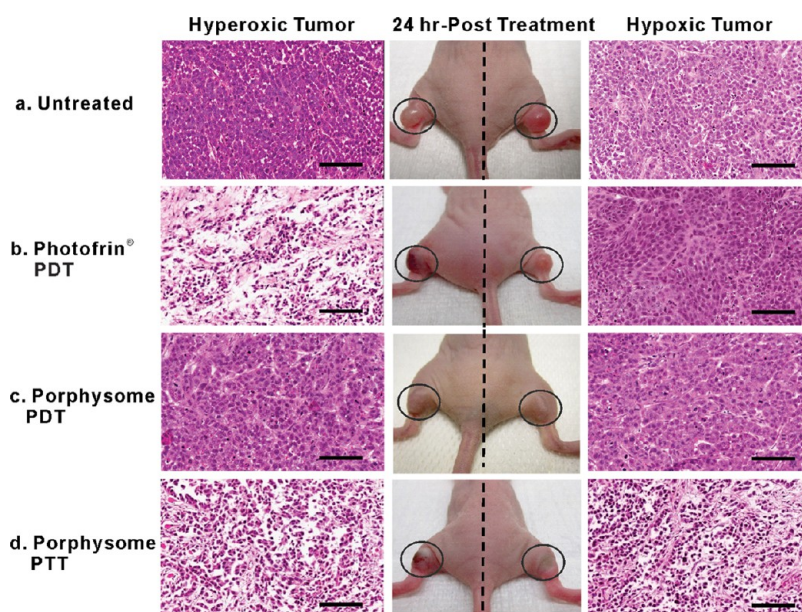 Hyperoxic Tumor
24 hr-Post Treatment
Hypoxic Tumor
a. Untreated
b. Photofrin®
PDT
c. Porphysome
PDT
d. Porphysome
PTT